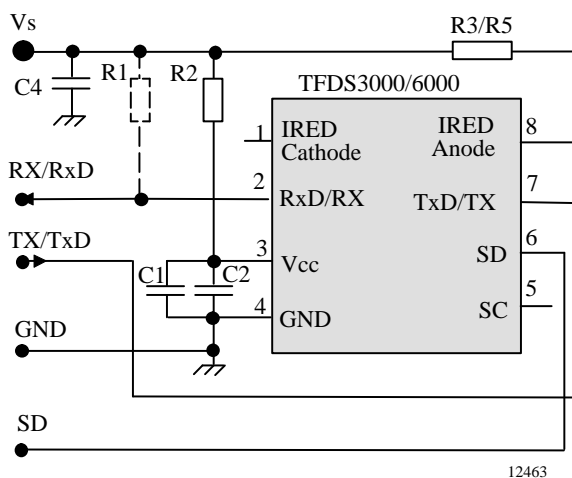 Vs
R3/R5
R1
R2
C4
TFDS3000/6000
1
IRED
Cathode
IRED
Anode
8
RX/RxD
2
RxD/RX
TxD/TX
7
TX/TxD
3
Vcc
SD
6
C1
C2
4
GND
SC
5
GND
SD
12463